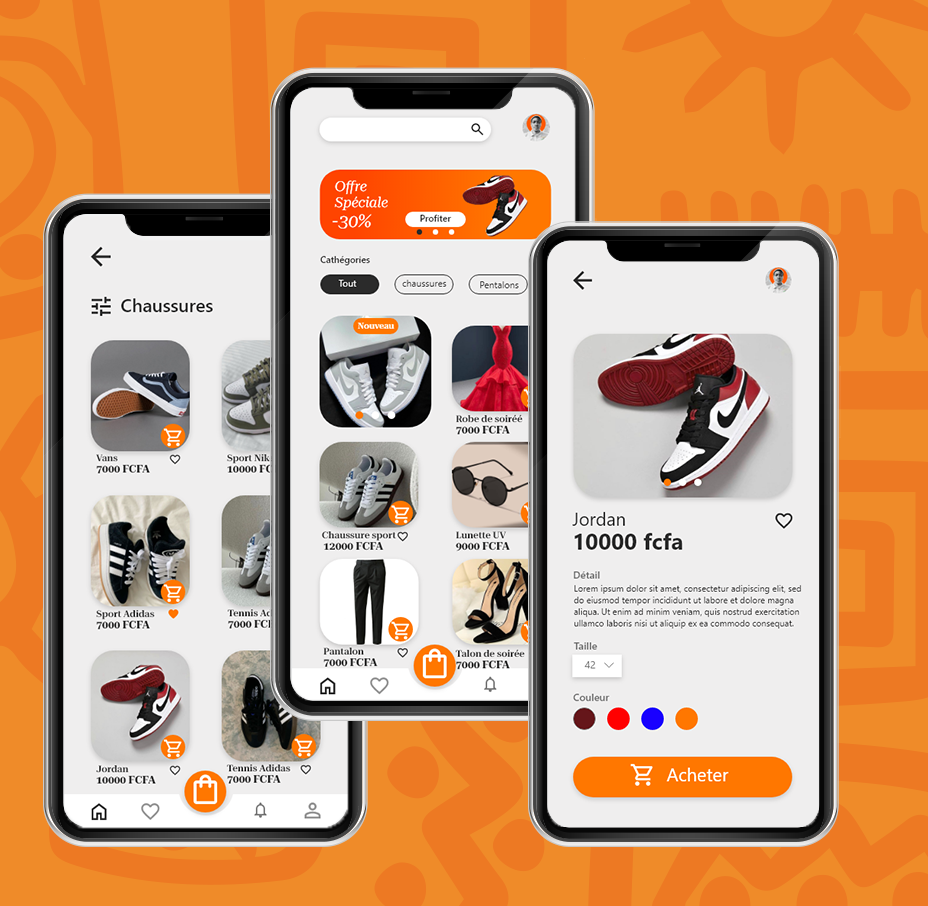 Chaussures
Vans
7000 FCFA
Sport Nik
10000 FC
Sport Adidas
7000 FCFA
Tennis Ad
7000 FC
Jordan
10000 FCFA
Tennis Adidas
7000 FCFA
Offre
Spéciale
-30%
Profiter
Cathégories
Tout
chaussures
Pentalons
Nouveau
Robe de soiréé
7000 FCFA
Chaussure sport
12000 FCFA
Lunette UV
9000 FCFA
Pantalon
7000 FCFA
Talon de soirée
7000 FCFA
Jordan
10000 fcfa
Détail
Lorem ipsum dolor sit amet, consectetur adipiscing elit, sed
do eiusmod tempor incididunt ut labore et dolore magna
aliqua. Ut enim ad minim veniam, quis nostrud exercitation
ullamco laboris nisi ut aliquip ex ea commodo consequat.
Taille
42
Couleur
Acheter